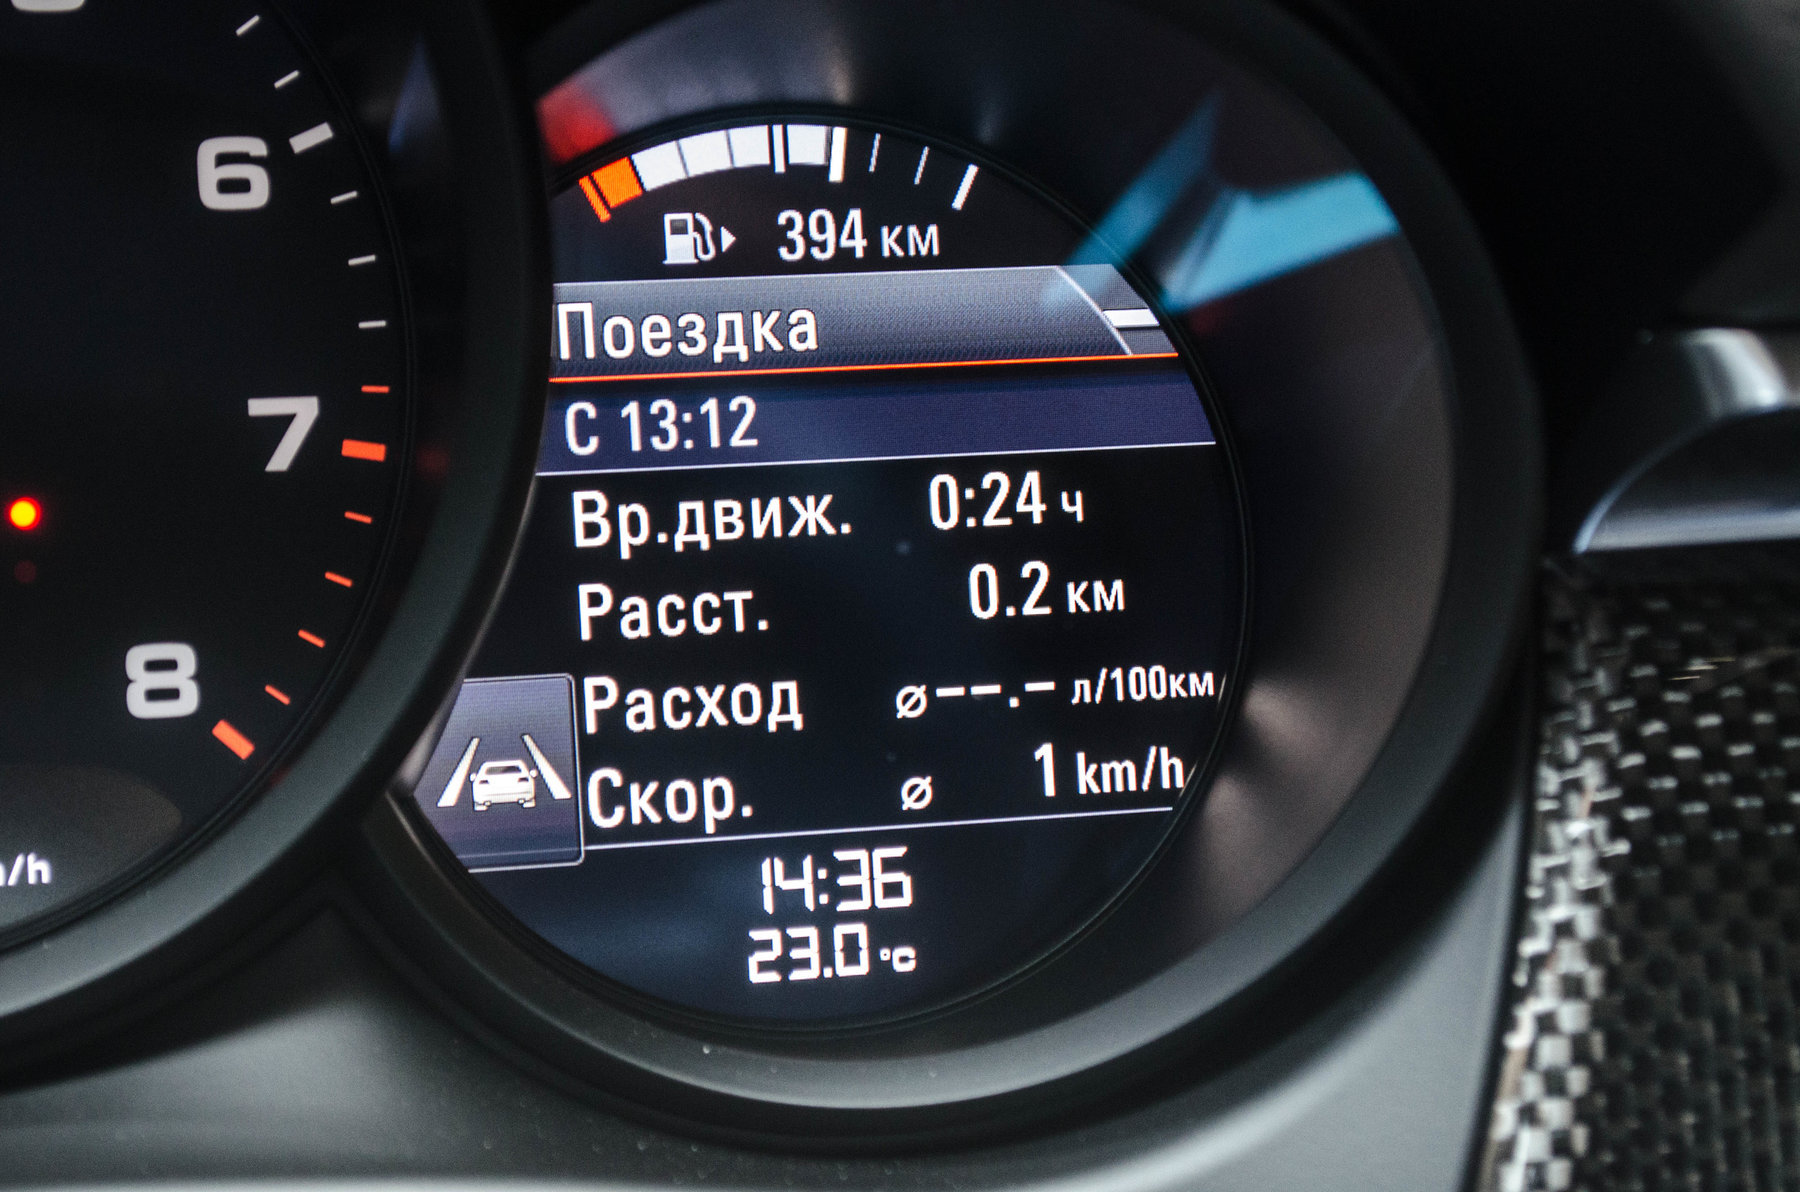 6
7
8
394 км
Поездка
С 13:12
Вр.движ. 0:24 ч
Расст. 0.2 км
Расход ⌀--.- л/100км
Скор. ⌀ 1 km/h
14:36
23.0 °C
/h